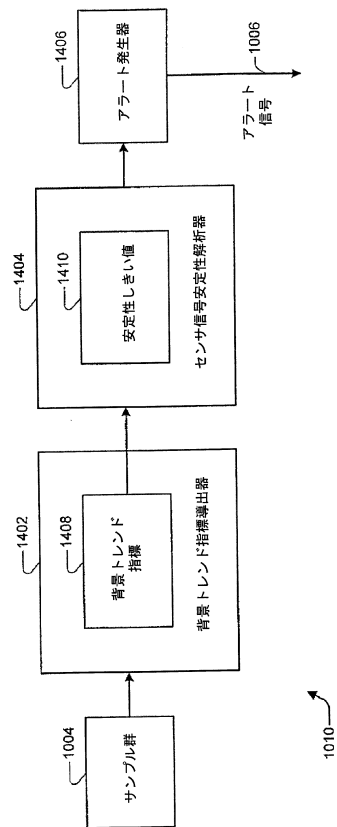 1004
サンプル群
1402
1408
背景トレンド
指標
背景トレンド指標導出器
1404
1410
安定性しきい値
センサ信号安定性解析器
1406
アラート発生器
アラート
信号
1006
1010